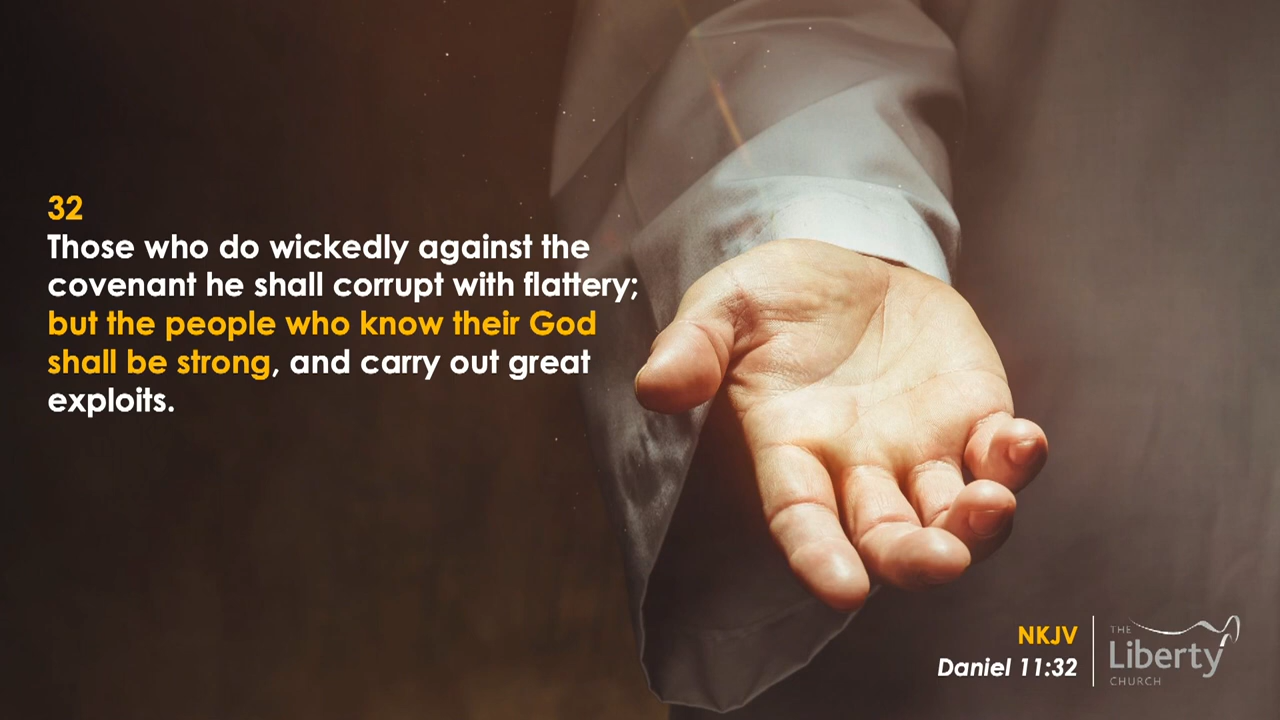 32
Those who do wickedly against the
covenant he shall corrupt with flattery;
but the people who know their God
shall be strong, and carry out great
exploits.
NKJV
Daniel 11:32
THE
Liberty
CHURCH